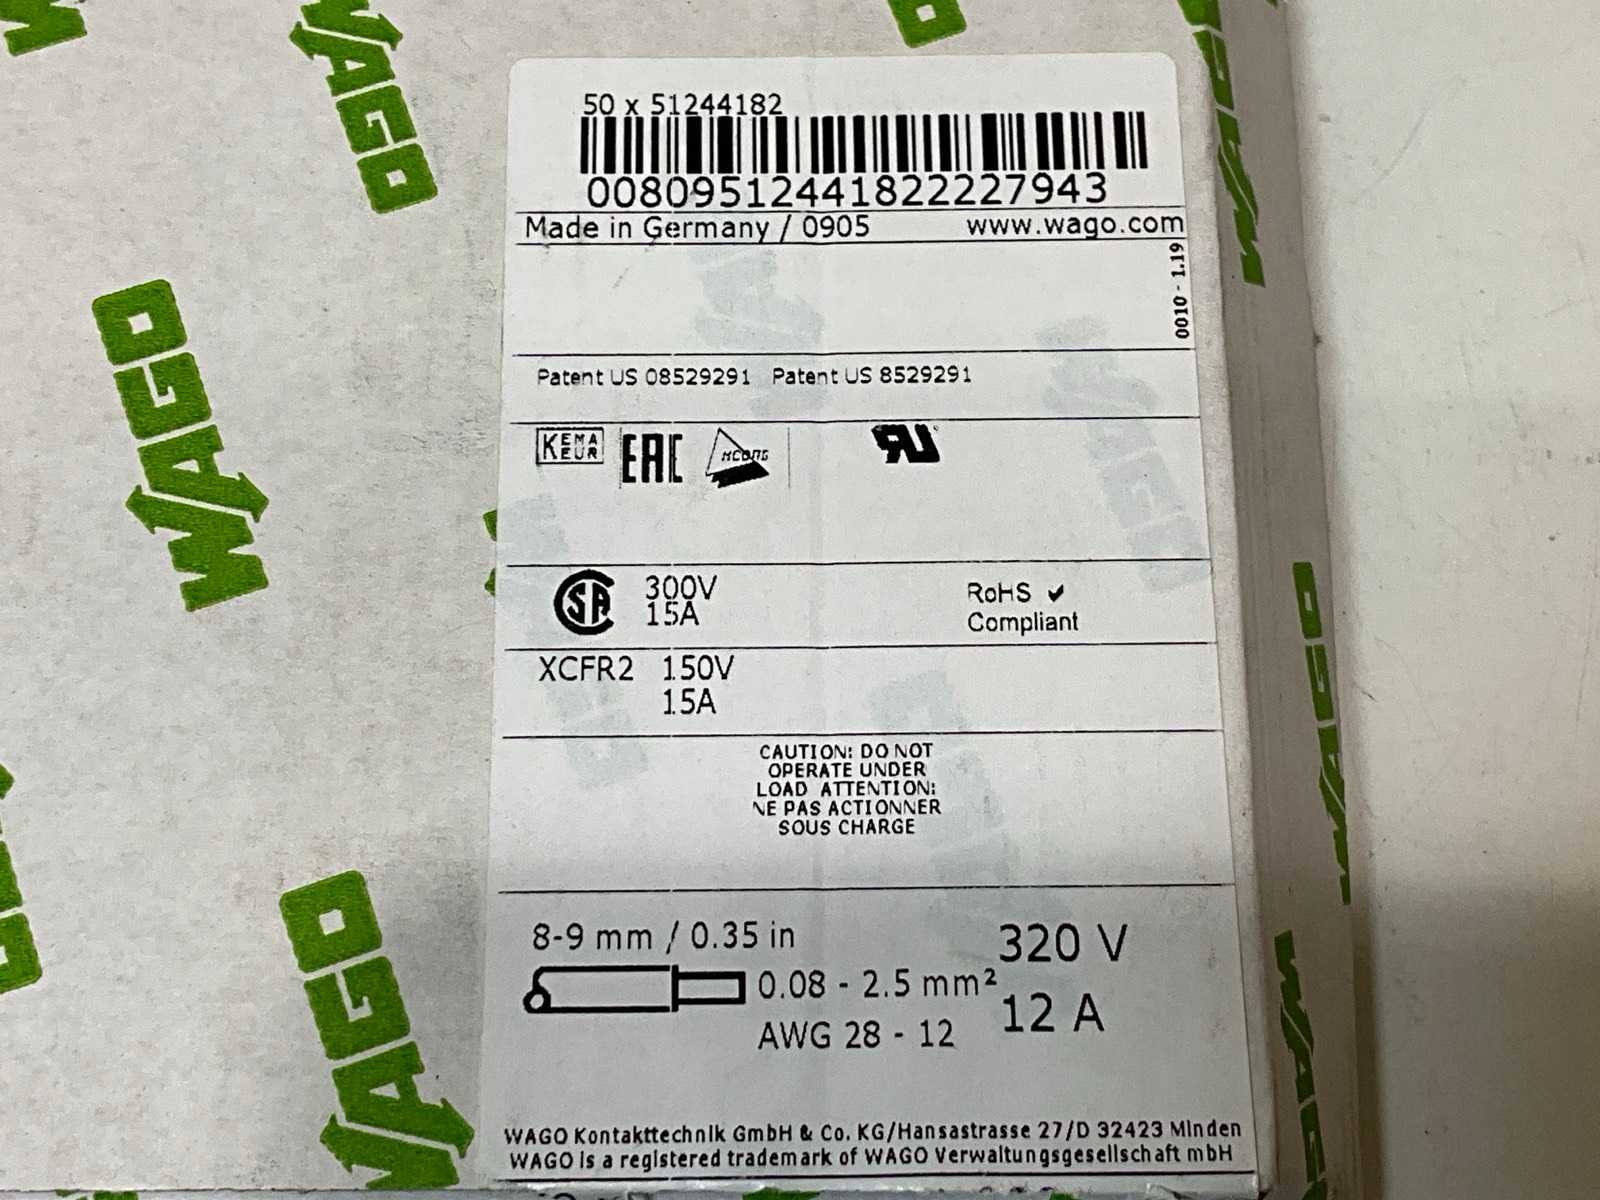 50 x 51244182
00809512441822227943
Made in Germany / 0905 www.wago.com
0010 - 1.19
Patent US 08529291 Patent US 8529291
KEMA
KEUR
EAC
RU
CSA 300V
15A
RoHS ✔
Compliant
XCFR2 150V
15A
CAUTION: DO NOT
OPERATE UNDER
LOAD ATTENTION:
NE PAS ACTIONNER
SOUS CHARGE
8-9 mm / 0.35 in
320 V
0.08 - 2.5 mm²
12 A
AWG 28 - 12
WAGO Kontakttechnik GmbH & Co. KG/Hansastrasse 27/D 32423 Minden
WAGO is a registered trademark of WAGO Verwaltungsgesellschaft mbH
WAGO
WAGO
WAGO
WAGO
WAGO